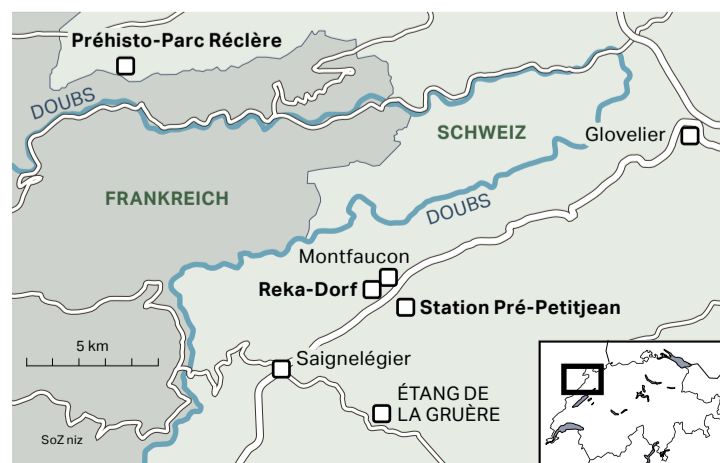 Préhisto-Parc Réclère
DOUBS
SCHWEIZ
Glovelier
FRANKREICH
DOUBS
Montfaucon
Reka-Dorf
Station Pré-Petitjean
5 km
Saignelégier
ÉTANG DE
LA GRUÈRE
SoZ niz